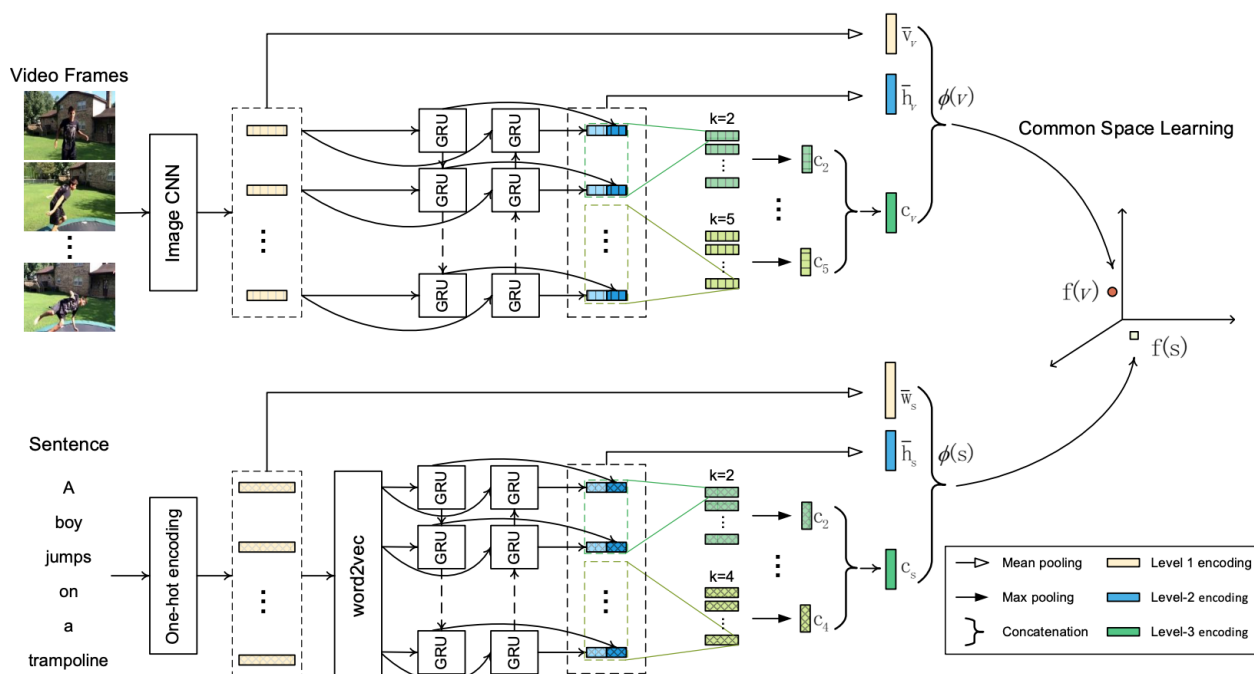 Video Frames
Image CNN
GRU
GRU
GRU
GRU
GRU
GRU
k=2
c₂
k=5
c₅
v̅ᵥ
h̅ᵥ
cᵥ
ϕ(v)
Common Space Learning
f(v)
f(s)
Sentence
A
boy
jumps
on
a
trampoline
One-hot encoding
word2vec
GRU
GRU
GRU
GRU
GRU
GRU
k=2
c₂
k=4
c₄
w̅ₛ
h̅ₛ
cₛ
ϕ(s)
Mean pooling
Level 1 encoding
Max pooling
Level-2 encoding
Concatenation
Level-3 encoding